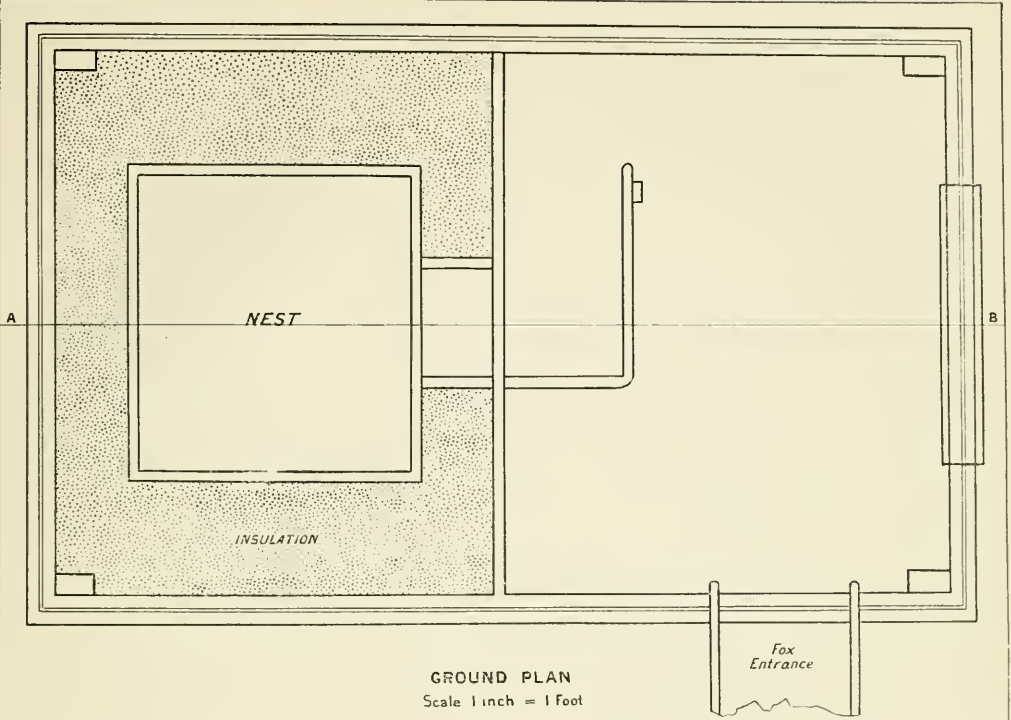 A
NEST
B
INSULATION
Fox
Entrance
GROUND PLAN
Scale 1 inch = 1 Foot